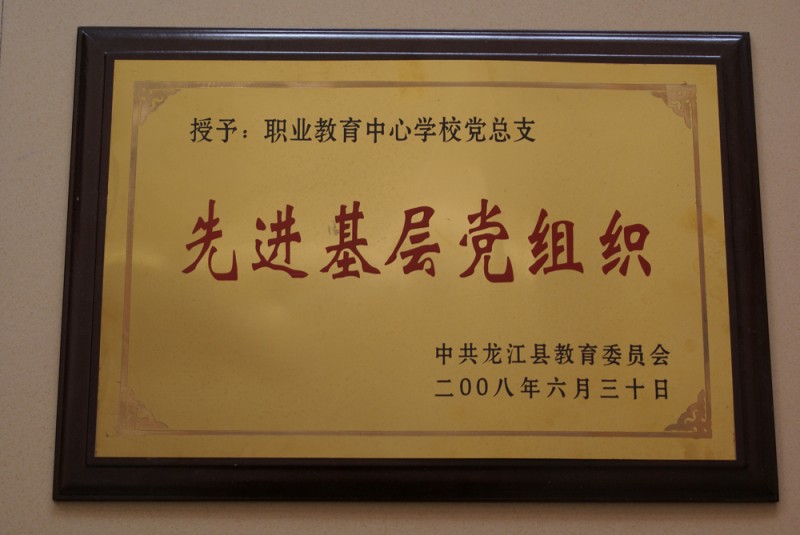 授予：职业教育中心学校党总支
先进基层党组织
中共龙江县教育委员会
二00八年六月三十日